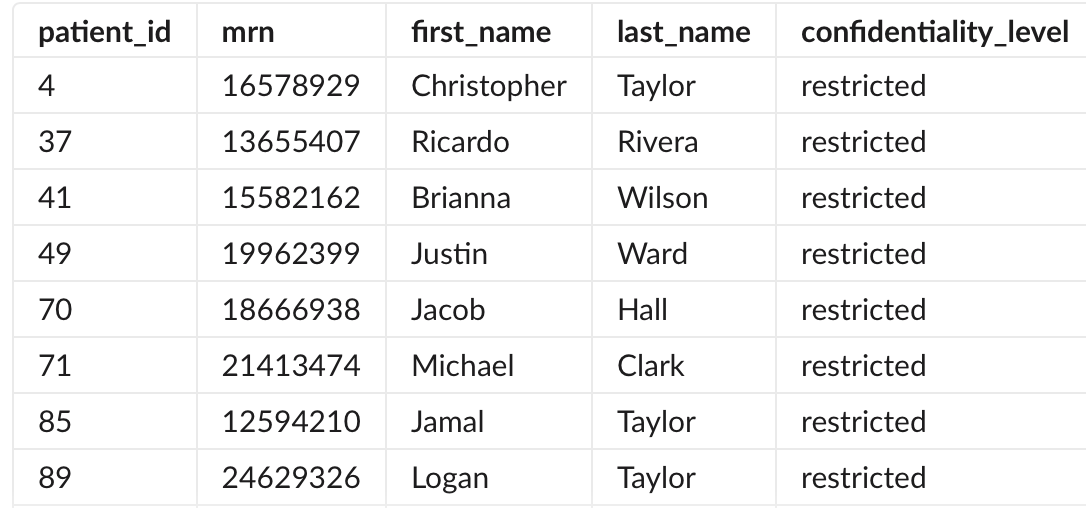 patient_id mrn first_name last_name confidentiality_level
4 16578929 Christopher Taylor restricted
37 13655407 Ricardo Rivera restricted
41 15582162 Brianna Wilson restricted
49 19962399 Justin Ward restricted
70 18666938 Jacob Hall restricted
71 21413474 Michael Clark restricted
85 12594210 Jamal Taylor restricted
89 24629326 Logan Taylor restricted